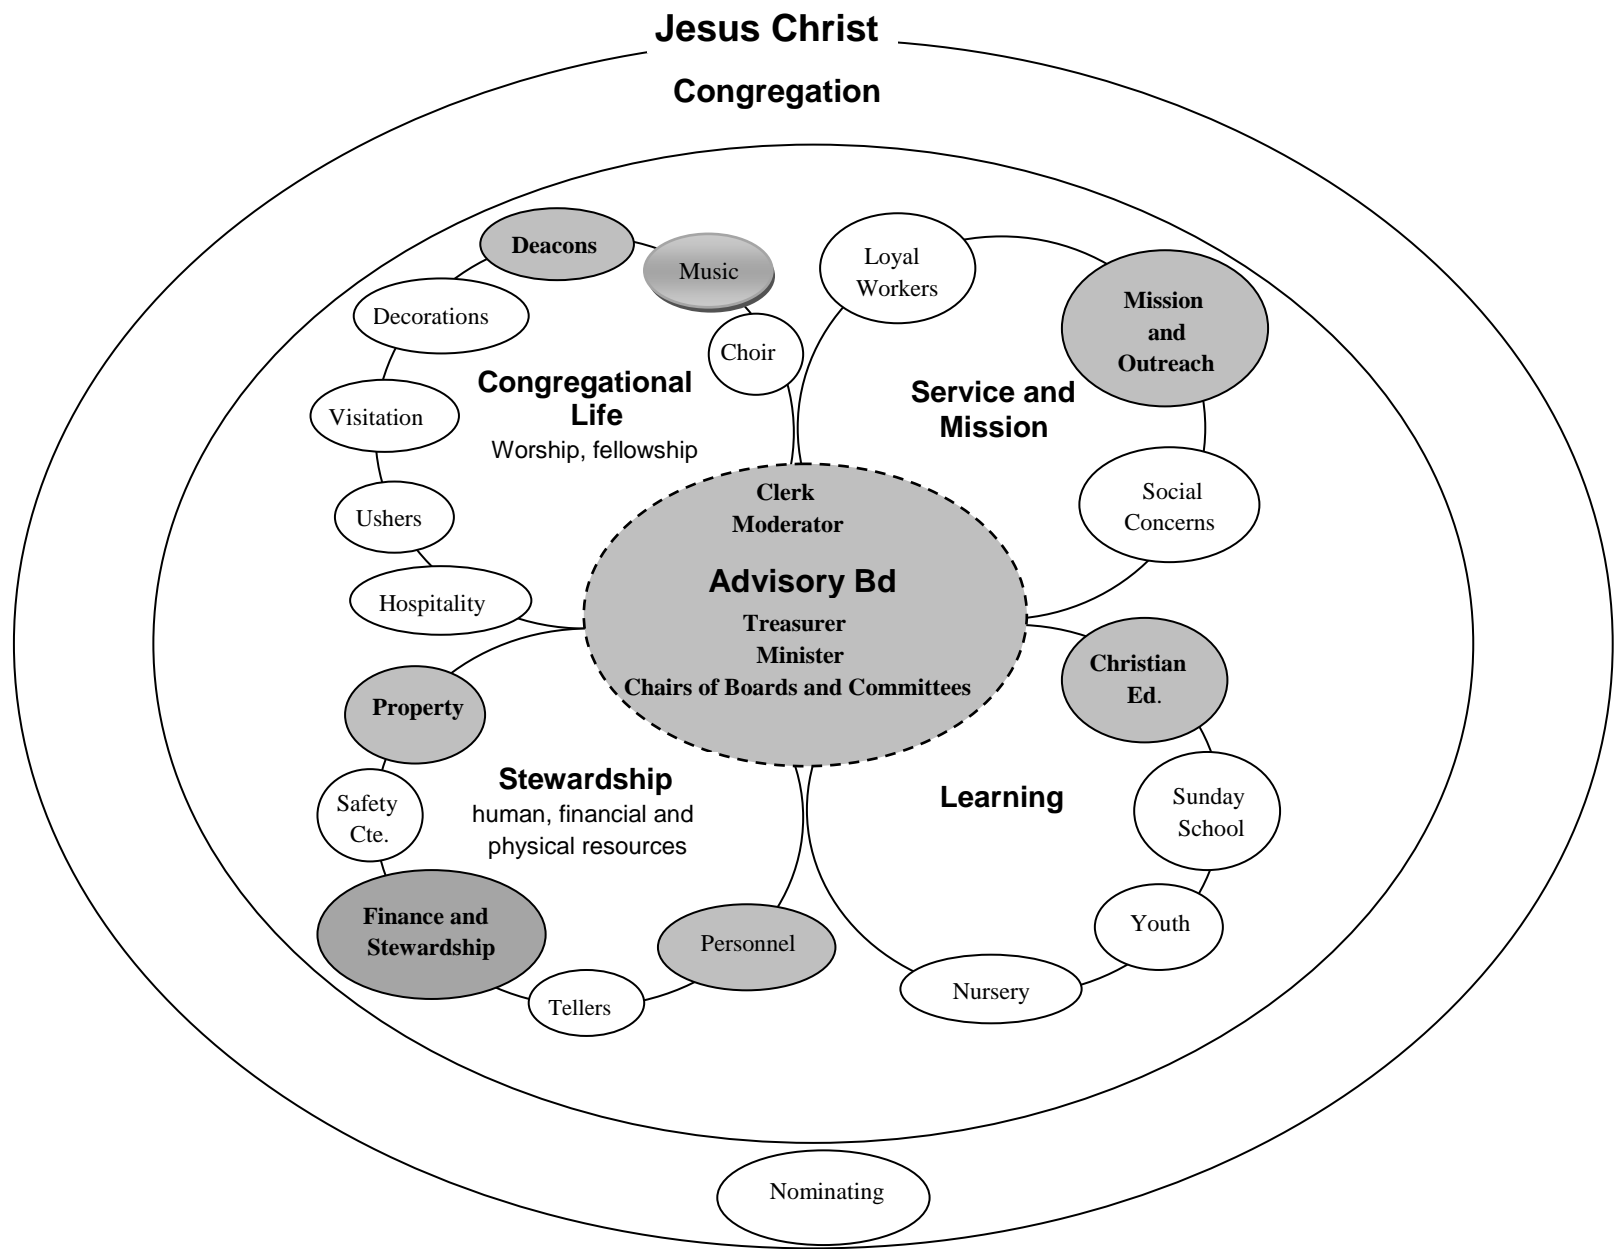 Jesus Christ
Congregation
Deacons
Music
Decorations
Choir
Visitation
Ushers
Hospitality
Congregational
Life
Worship, fellowship
Loyal
Workers
Mission
and
Outreach
Service and
Mission
Social
Concerns
Clerk
Moderator
Advisory Bd
Treasurer
Minister
Chairs of Boards and Committees
Property
Safety
Cte.
Finance and
Stewardship
Tellers
Personnel
Stewardship
human, financial and
physical resources
Christian
Ed.
Learning
Sunday
School
Youth
Nursery
Nominating